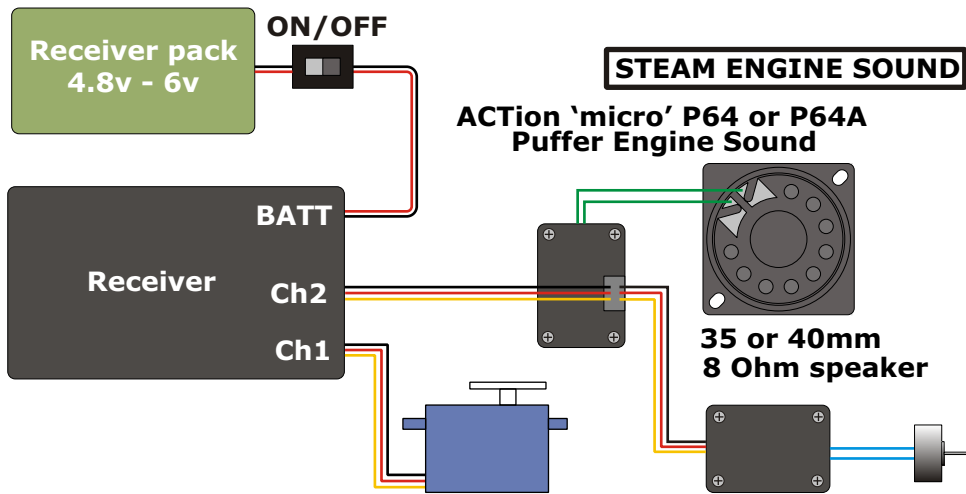 Receiver pack
4.8v - 6v
ON/OFF
STEAM ENGINE SOUND
ACTion ‘micro’ P64 or P64A
Puffer Engine Sound
BATT
Receiver
Ch2
Ch1
35 or 40mm
8 Ohm speaker